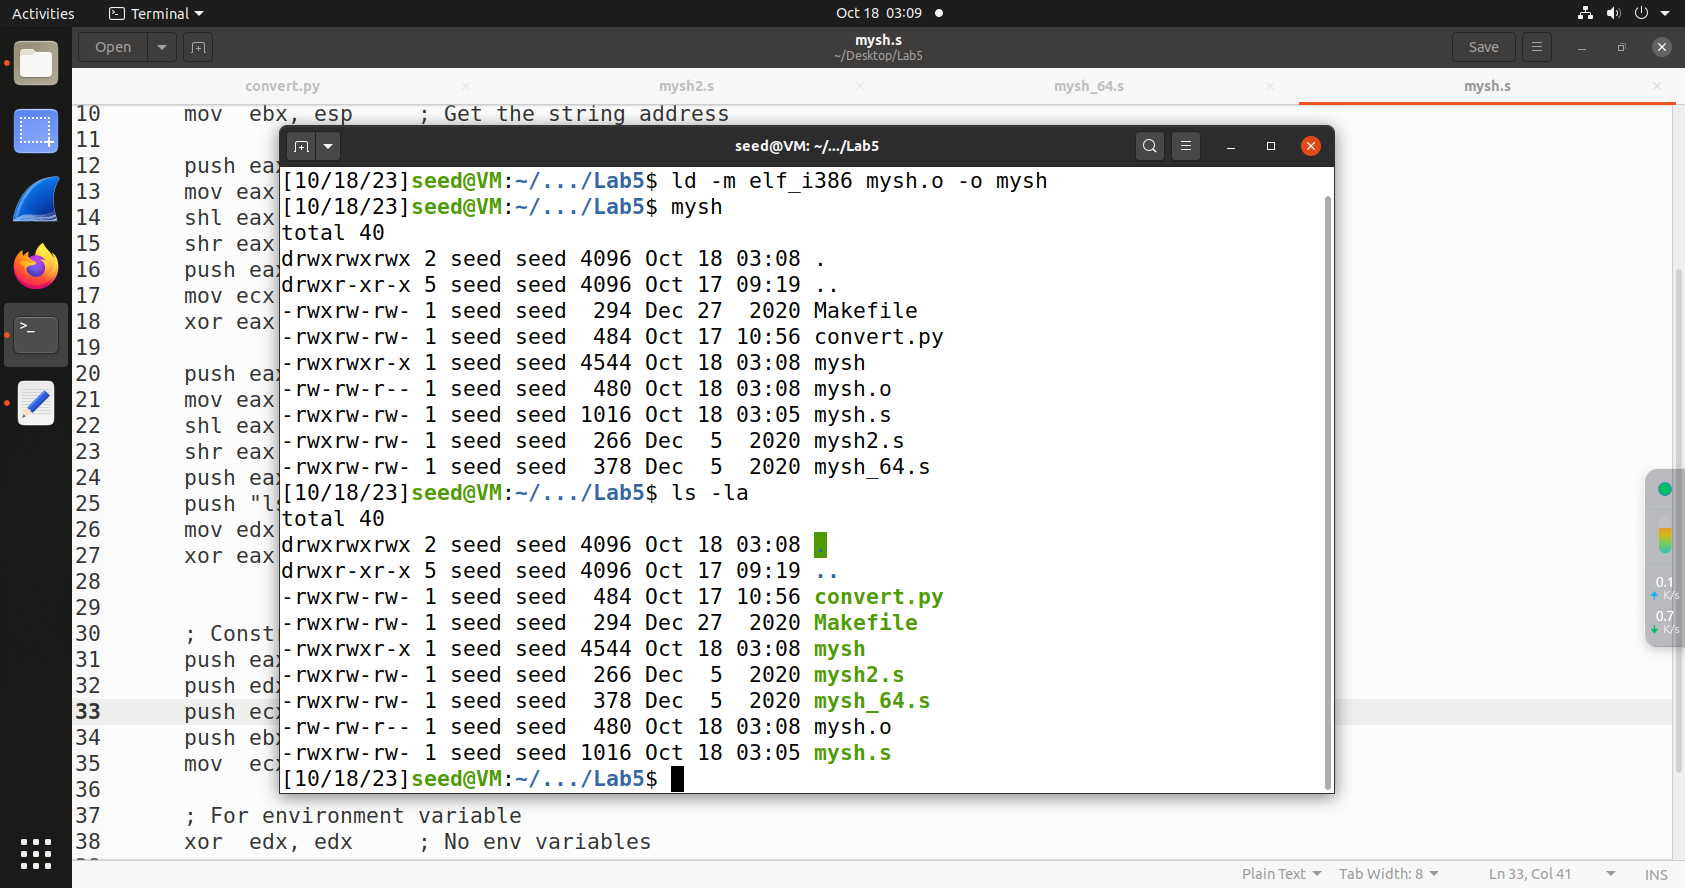 Activities Terminal Oct 18 03:09
Open mysh.s Save
~/Desktop/Lab5
convert.py mysh2.s mysh_64.s mysh.s
10 mov ebx, esp ; Get the string address
11
12 push eax
13 mov eax
14 shl eax
15 shr eax
16 push eax
17 mov ecx
18 xor eax
19
20 push eax
21 mov eax
22 shl eax
23 shr eax
24 push eax
25 push "ls
26 mov edx
27 xor eax
28
29
30 ; Constr
31 push eax
32 push edx
33 push ecx
34 push ebx
35 mov ecx
36
37 ; For environment variable
38 xor edx, edx ; No env variables
seed@VM: ~/.../Lab5
[10/18/23]seed@VM:~/.../Lab5$ ld -m elf_i386 mysh.o -o mysh
[10/18/23]seed@VM:~/.../Lab5$ mysh
total 40
drwxrwxrwx 2 seed seed 4096 Oct 18 03:08 .
drwxr-xr-x 5 seed seed 4096 Oct 17 09:19 ..
-rwxrw-rw- 1 seed seed  294 Dec 27  2020 Makefile
-rwxrw-rw- 1 seed seed  484 Oct 17 10:56 convert.py
-rwxrwxr-x 1 seed seed 4544 Oct 18 03:08 mysh
-rw-rw-r-- 1 seed seed  480 Oct 18 03:08 mysh.o
-rwxrw-rw- 1 seed seed 1016 Oct 18 03:05 mysh.s
-rwxrw-rw- 1 seed seed  266 Dec  5  2020 mysh2.s
-rwxrw-rw- 1 seed seed  378 Dec  5  2020 mysh_64.s
[10/18/23]seed@VM:~/.../Lab5$ ls -la
total 40
drwxrwxrwx 2 seed seed 4096 Oct 18 03:08 .
drwxr-xr-x 5 seed seed 4096 Oct 17 09:19 ..
-rwxrw-rw- 1 seed seed  484 Oct 17 10:56 convert.py
-rwxrw-rw- 1 seed seed  294 Dec 27  2020 Makefile
-rwxrwxr-x 1 seed seed 4544 Oct 18 03:08 mysh
-rwxrw-rw- 1 seed seed  266 Dec  5  2020 mysh2.s
-rwxrw-rw- 1 seed seed  378 Dec  5  2020 mysh_64.s
-rw-rw-r-- 1 seed seed  480 Oct 18 03:08 mysh.o
-rwxrw-rw- 1 seed seed 1016 Oct 18 03:05 mysh.s
[10/18/23]seed@VM:~/.../Lab5$
0.1
K/s
0.7
K/s
Plain Text Tab Width: 8 Ln 33, Col 41 INS